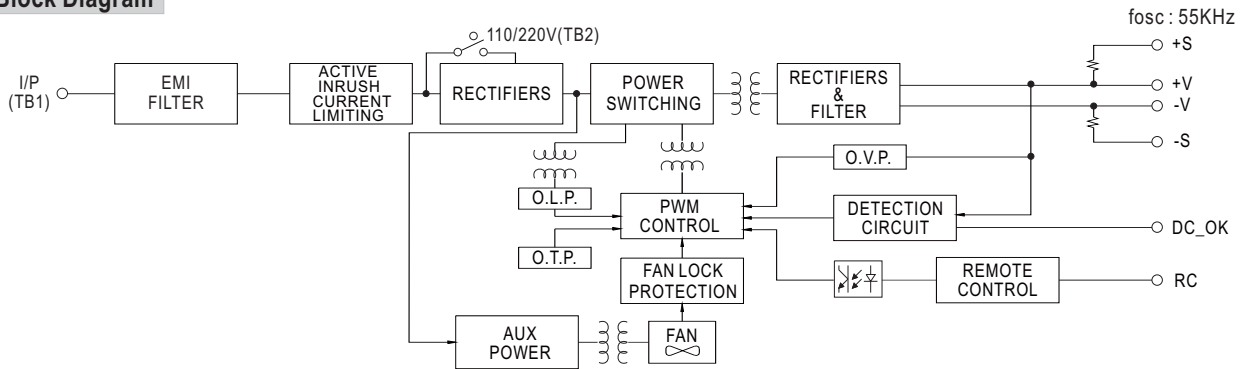 Block Diagram
fosc : 55KHz
110/220V(TB2)
+S
I/P
(TB1)
EMI
FILTER
ACTIVE
INRUSH
CURRENT
LIMITING
RECTIFIERS
POWER
SWITCHING
RECTIFIERS
&
FILTER
+V
-V
-S
O.V.P.
O.L.P.
PWM
CONTROL
DETECTION
CIRCUIT
DC_OK
O.T.P.
FAN LOCK
PROTECTION
REMOTE
CONTROL
RC
AUX
POWER
FAN